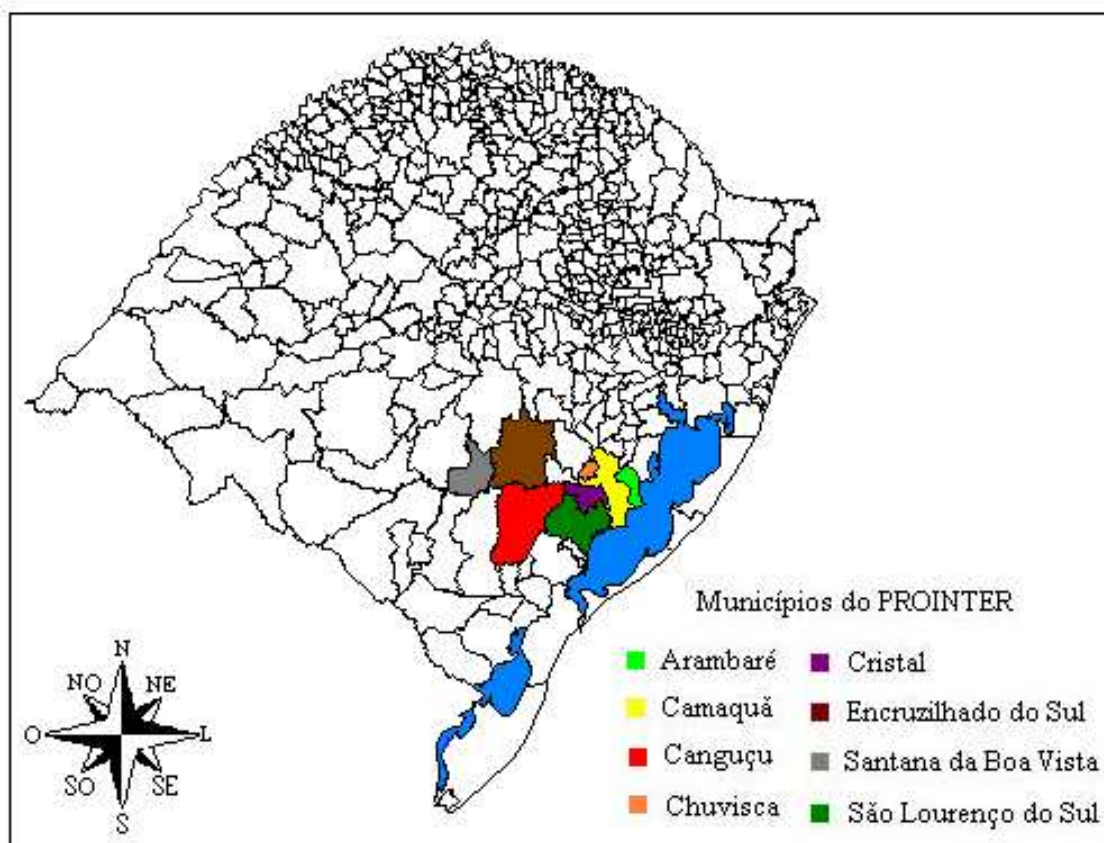 Municípios do PROINTER
Arambaré
Cristal
Camaquã
Encruzilhado do Sul
Canguçu
Santana da Boa Vista
Chuvisca
São Lourenço do Sul
N
NO
NE
O
L
SO
SE
S